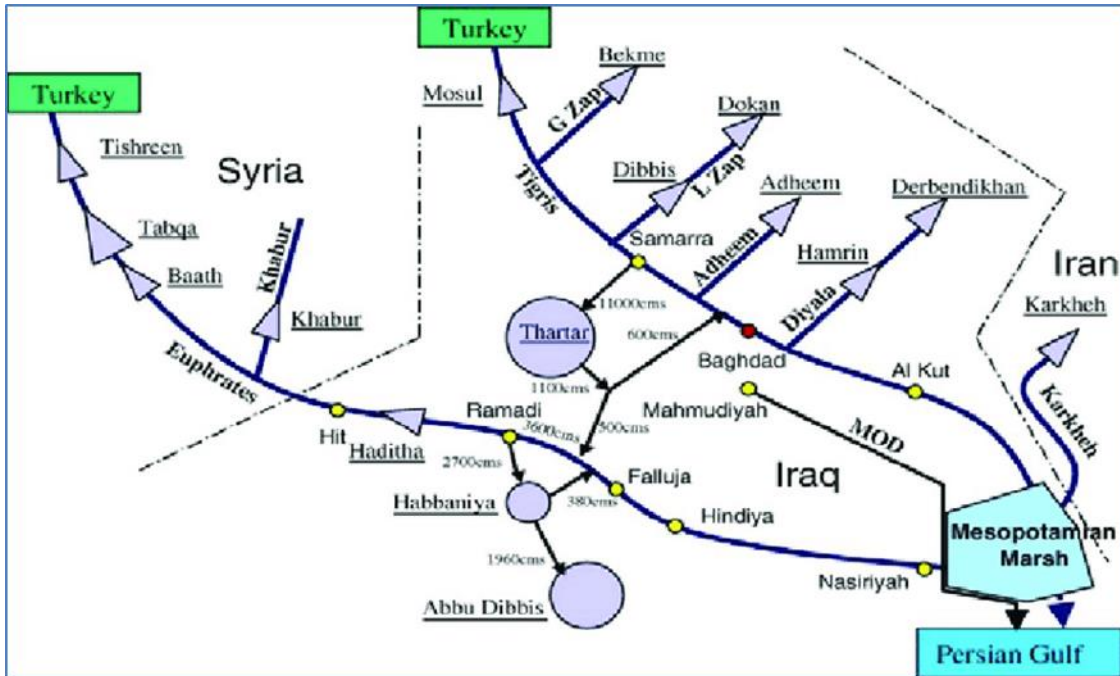 Turkey
Turkey
Mosul
Bekme
G Zap
Dokan
Tishreen
Syria
Dibbis
L Zap
Adheem
Derbendikhan
Tigris
Samarra
Adheem
Hamrin
Iran
Tabqa
Khabur
Baath
Khabur
11000cms
Diyala
Karkheh
Thartar
600cms
Baghdad
Euphrates
1100cms
Al Kut
Karkheh
Ramadi
Mahmudiyah
MOD
Hit
3600cms
500cms
Haditha
2700cms
Falluja
Iraq
Habbaniya
380cms
Hindiya
Mesopotamian
Marsh
1960cms
Nasiriyah
Abbu Dibbis
Persian Gulf